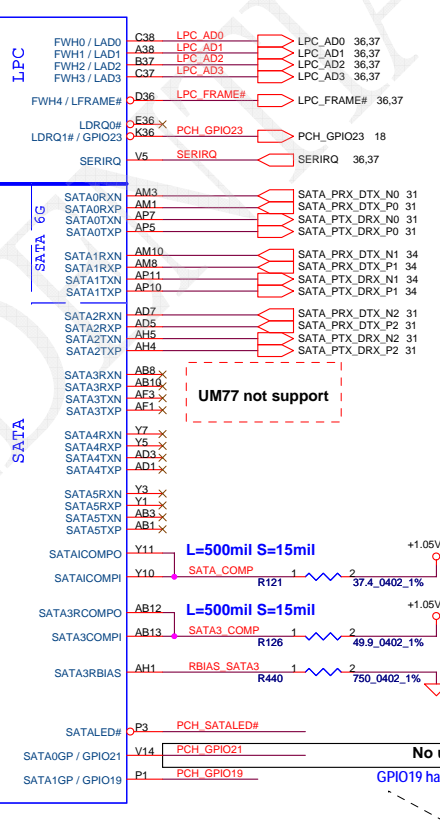 LPC
FWH0 / LAD0 C38 LPC_AD0 LPC_AD0 36,37
FWH1 / LAD1 A38 LPC_AD1 LPC_AD1 36,37
FWH2 / LAD2 B37 LPC_AD2 LPC_AD2 36,37
FWH3 / LAD3 C37 LPC_AD3 LPC_AD3 36,37
FWH4 / LFRAME# D36 LPC_FRAME# LPC_FRAME# 36,37
LDRQ0# E36
LDRQ1# / GPIO23 K36 PCH_GPIO23 PCH_GPIO23 18
SERIRQ V5 SERIRQ SERIRQ 36,37
SATA 6G
SATA0RXN AM3 SATA_PRX_DTX_N0 31
SATA0RXP AM1 SATA_PRX_DTX_P0 31
SATA0TXN AP7 SATA_PTX_DRX_N0 31
SATA0TXP AP5 SATA_PTX_DRX_P0 31
SATA1RXN AM10 SATA_PRX_DTX_N1 34
SATA1RXP AM8 SATA_PRX_DTX_P1 34
SATA1TXN AP11 SATA_PTX_DRX_N1 34
SATA1TXP AP10 SATA_PTX_DRX_P1 34
SATA
SATA2RXN AD7 SATA_PRX_DTX_N2 31
SATA2RXP AD5 SATA_PRX_DTX_P2 31
SATA2TXN AH5 SATA_PTX_DRX_N2 31
SATA2TXP AH4 SATA_PTX_DRX_P2 31
SATA3RXN AB8
SATA3RXP AB10
SATA3TXN AF3
SATA3TXP AF1
UM77 not support
SATA4RXN Y7
SATA4RXP Y5
SATA4TXN AD3
SATA4TXP AD1
SATA5RXN Y3
SATA5RXP Y1
SATA5TXN AB3
SATA5TXP AB1
SATAICOMPO Y11 L=500mil S=15mil +1.05V
SATAICOMPI Y10 SATA_COMP R121 1 2 37.4_0402_1%
SATA3RCOMPO AB12 L=500mil S=15mil +1.05V
SATA3COMPI AB13 SATA3_COMP R126 1 2 49.9_0402_1%
SATA3RBIAS AH1 RBIAS_SATA3 R440 1 2 750_0402_1%
SATALED# P3 PCH_SATALED#
SATA0GP / GPIO21 V14 PCH_GPIO21 No
SATA1GP / GPIO19 P1 PCH_GPIO19 GPIO19 ha